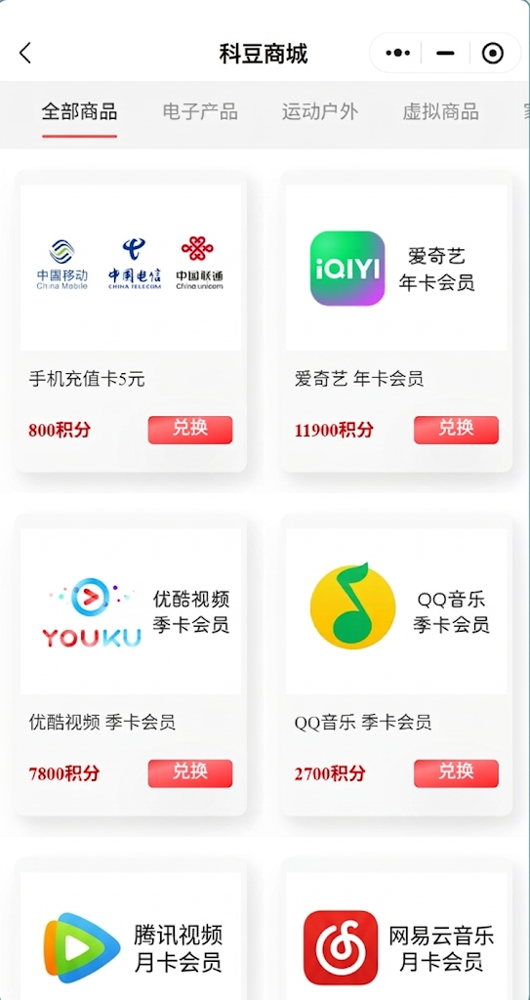 科豆商城
全部商品 电子产品 运动户外 虚拟商品
中国移动 中国电信 中国联通
China Mobile CHINA TELECOM China unicom
手机充值卡5元
800积分 兑换
iQIYI
爱奇艺
年卡会员
爱奇艺 年卡会员
11900积分 兑换
YOUKU
优酷视频
季卡会员
优酷视频 季卡会员
7800积分 兑换
QQ音乐
季卡会员
QQ音乐 季卡会员
2700积分 兑换
腾讯视频
月卡会员
网易云音乐
月卡会员